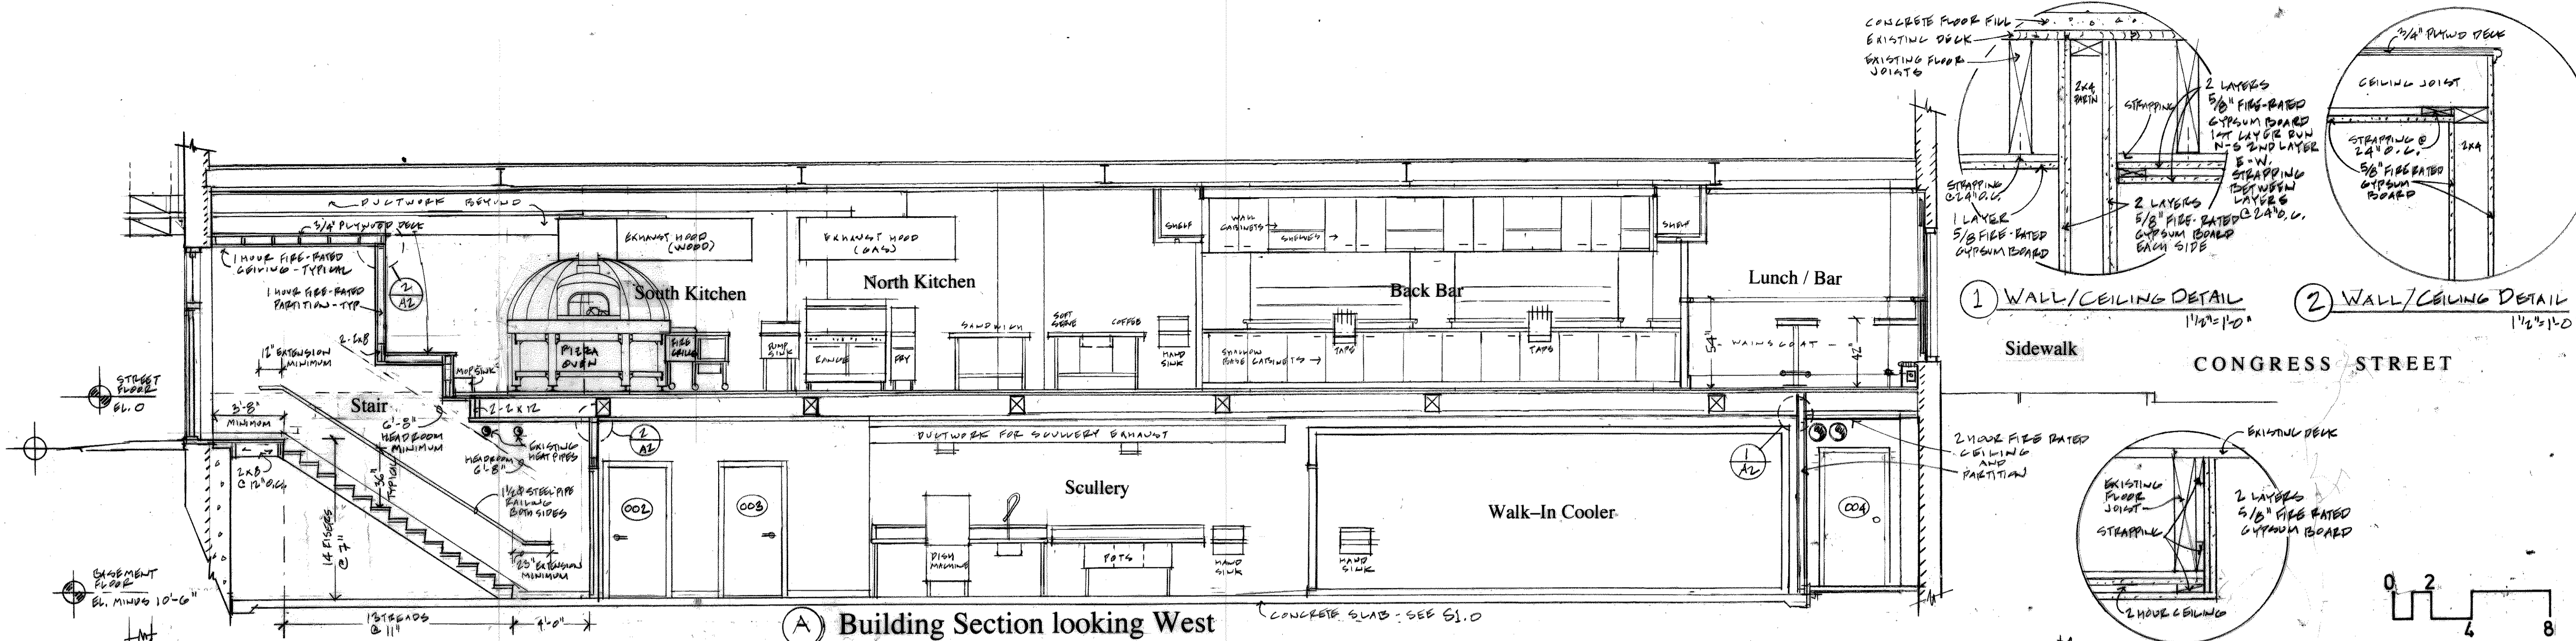 CONCRETE FLOOR FILL
EXISTING DECK
EXISTING FLOOR
JOISTS
2x4
PART'N
STRAPPING
2 LAYERS
5/8" FIRE-RATED
GYPSUM BOARD
1ST LAYER RUN
N-S 2ND LAYER
E-W.
STRAPPING
BETWEEN
LAYERS
@ 24" O.C.
STRAPPING
@ 24" O.C.
1 LAYER
5/8 FIRE-RATED
GYPSUM BOARD
2 LAYERS
5/8" FIRE-RATED
GYPSUM BOARD
EACH SIDE
1 WALL/CEILING DETAIL
1 1/2"=1'-0"
3/4" PLYWD DECK
CEILING JOIST
STRAPPING @
24" O.C.
5/8" FIRE RATED
GYPSUM
BOARD
2x4
2 WALL/CEILING DETAIL
1 1/2"=1'-0
DUCTWORK BEYOND
3/4" PLYWOOD DECK
1 HOUR FIRE-RATED
CEILING - TYPICAL
1 HOUR FIRE-RATED
PARTITION - TYP
2
A2
2-2x8
12" EXTENSION
MINIMUM
EXHAUST HOOD
(WOOD)
EXHAUST HOOD
(GAS)
South Kitchen
North Kitchen
PIZZA
OVEN
FIRE
GRILL
PUMP
SINK
RANGE
FRY
SANDWICH
SOFT
SERVE
COFFEE
HAND
SINK
MOP SINK
SHELF
WALL
CABINETS
SHELVES
SHELF
Back Bar
TAPS
TAPS
SHALLOW
BASE CABINETS
Lunch / Bar
54"
- WAINSCOAT -
42"
Sidewalk
CONGRESS STREET
STREET
FLOOR
EL. 0
Stair
3'-8"
MINIMUM
6'-8"
HEADROOM
MINIMUM
2-2x12
EXISTING
HEAT PIPES
HEADROOM
6'-8"
2
A2
2x8
@ 12" O.C.
36"
TYPICAL
1 1/2 Ø STEEL PIPE
RAILING
BOTH SIDES
14 RISERS
@ 7"
23" EXTENSION
MINIMUM
BASEMENT
FLOOR
EL. MINUS 10'-6"
13 TREADS
@ 11"
4'-0"
002
003
DUCTWORK FOR SCULLERY EXHAUST
Scullery
DISH
MACHINE
POTS
HAND
SINK
HAND
SINK
Walk-In Cooler
1
A2
004
2 HOUR FIRE RATED
CEILING
AND
PARTITION
EXISTING DECK
EXISTING
FLOOR
JOIST
STRAPPING
2 LAYERS
5/8" FIRE RATED
GYPSUM BOARD
2 HOUR CEILING
A Building Section looking West
CONCRETE SLAB - SEE S1.0
0 2
4 8